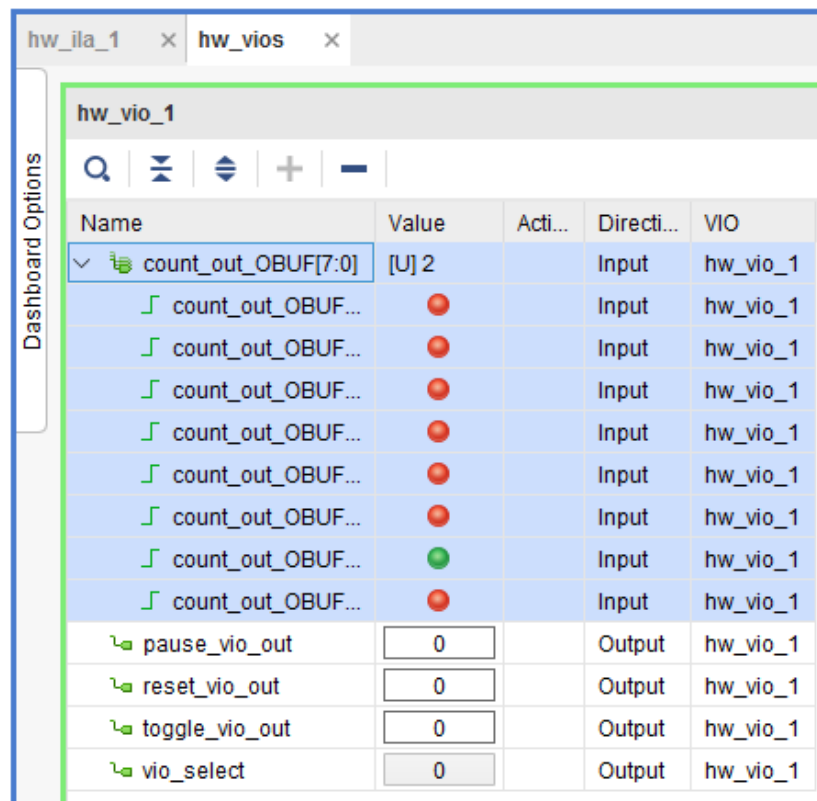 hw_ila_1 × hw_vios ×
Dashboard Options
hw_vio_1
Name Value Acti... Directi... VIO
count_out_OBUF[7:0] [U] 2 Input hw_vio_1
count_out_OBUF... Input hw_vio_1
count_out_OBUF... Input hw_vio_1
count_out_OBUF... Input hw_vio_1
count_out_OBUF... Input hw_vio_1
count_out_OBUF... Input hw_vio_1
count_out_OBUF... Input hw_vio_1
count_out_OBUF... Input hw_vio_1
count_out_OBUF... Input hw_vio_1
pause_vio_out 0 Output hw_vio_1
reset_vio_out 0 Output hw_vio_1
toggle_vio_out 0 Output hw_vio_1
vio_select 0 Output hw_vio_1